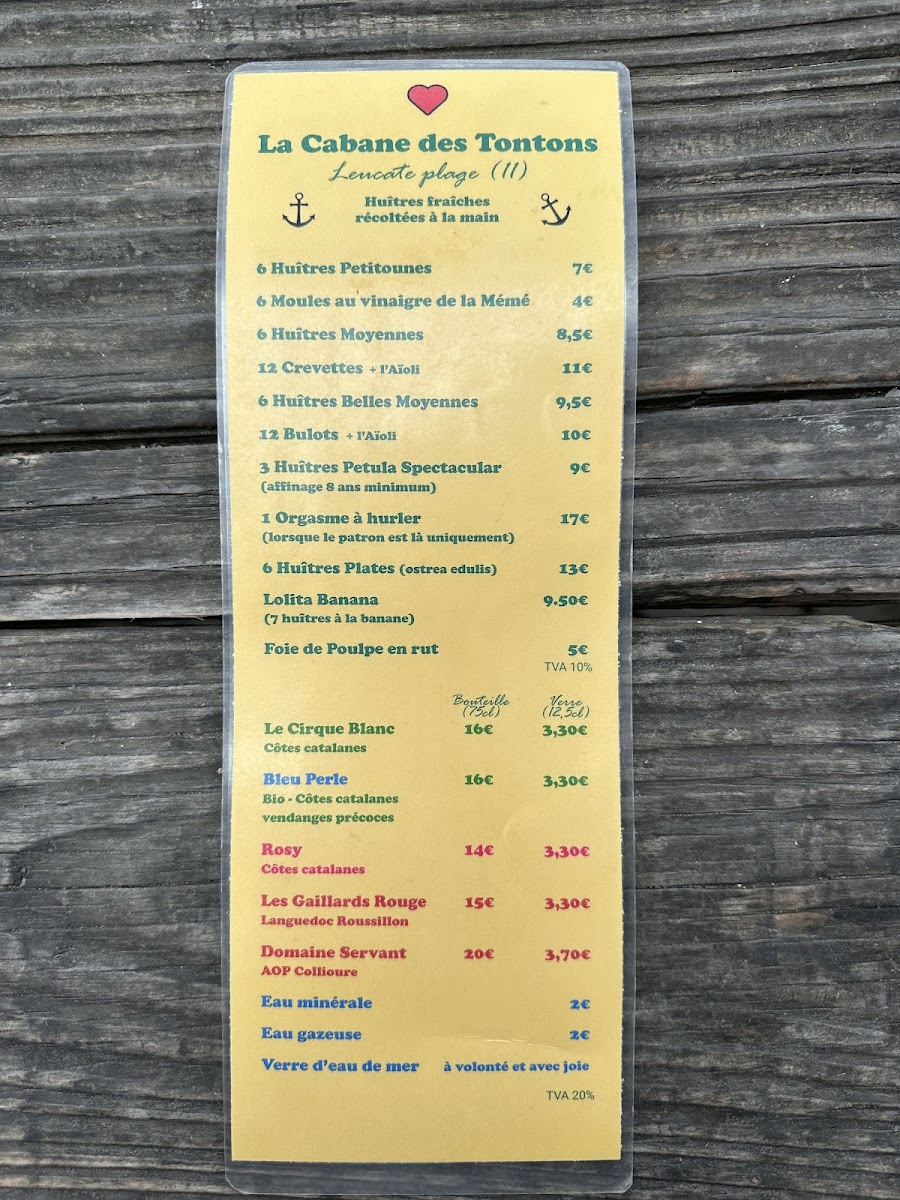 La Cabane des Tontons
Leucate plage (11)
Huîtres fraîches
récoltées à la main
6 Huîtres Petitounes 7€
6 Moules au vinaigre de la Mémé 4€
6 Huîtres Moyennes 8,5€
12 Crevettes + l'Aïoli 11€
6 Huîtres Belles Moyennes 9,5€
12 Bulots + l'Aïoli 10€
3 Huîtres Petula Spectacular 9€
(affinage 8 ans minimum)
1 Orgasme à hurler 17€
(lorsque le patron est là uniquement)
6 Huîtres Plates (ostrea edulis) 13€
Lolita Banana 9.50€
(7 huîtres à la banane)
Foie de Poulpe en rut 5€
TVA 10%
Bouteille Verre
(75cl) (12,5cl)
Le Cirque Blanc 16€ 3,30€
Côtes catalanes
Bleu Perle 16€ 3,30€
Bio - Côtes catalanes
vendanges précoces
Rosy 14€ 3,30€
Côtes catalanes
Les Gaillards Rouge 15€ 3,30€
Languedoc Roussillon
Domaine Servant 20€ 3,70€
AOP Collioure
Eau minérale 2€
Eau gazeuse 2€
Verre d'eau de mer à volonté et avec joie
TVA 20%